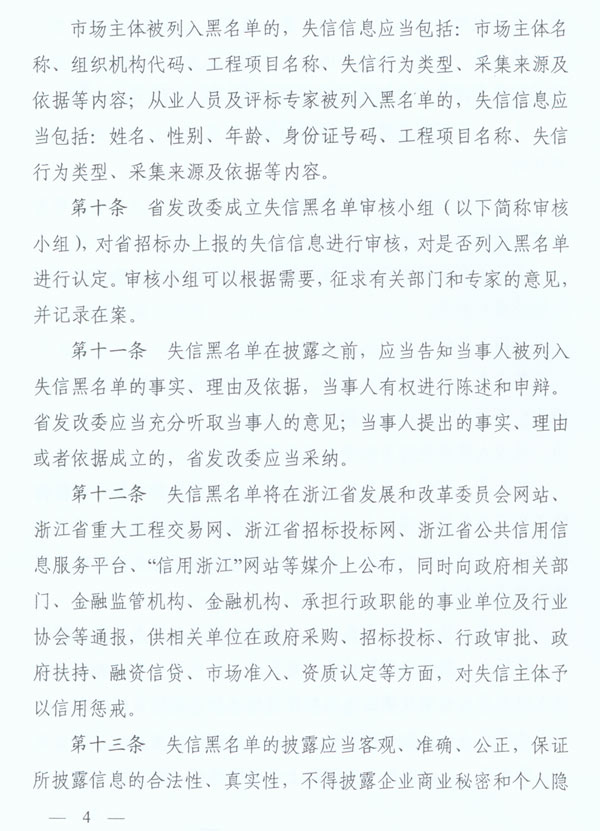 市场主体被列入黑名单的，失信信息应当包括：市场主体名
称、组织机构代码、工程项目名称、失信行为类型、采集来源及
依据等内容；从业人员及评标专家被列入黑名单的，失信信息应
当包括：姓名、性别、年龄、身份证号码、工程项目名称、失信
行为类型、采集来源及依据等内容。
第十条　省发改委成立失信黑名单审核小组（以下简称审核
小组），对省招标办上报的失信信息进行审核，对是否列入黑名单
进行认定。审核小组可以根据需要，征求有关部门和专家的意见，
并记录在案。
第十一条　失信黑名单在披露之前，应当告知当事人被列入
失信黑名单的事实、理由及依据，当事人有权进行陈述和申辩。
省发改委应当充分听取当事人的意见；当事人提出的事实、理由
或者依据成立的，省发改委应当采纳。
第十二条　失信黑名单将在浙江省发展和改革委员会网站、
浙江省重大工程交易网、浙江省招标投标网、浙江省公共信用信
息服务平台、“信用浙江”网站等媒介上公布，同时向政府相关部
门、金融监管机构、金融机构、承担行政职能的事业单位及行业
协会等通报，供相关单位在政府采购、招标投标、行政审批、政
府扶持、融资信贷、市场准入、资质认定等方面，对失信主体予
以信用惩戒。
第十三条　失信黑名单的披露应当客观、准确、公正，保证
所披露信息的合法性、真实性，不得披露企业商业秘密和个人隐
— 4 —